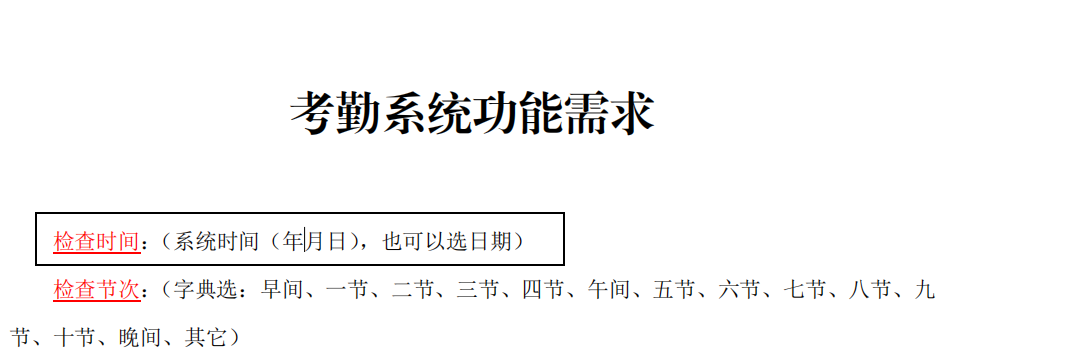 考勤系统功能需求
检查时间：（系统时间（年月日），也可以选日期）
检查节次：（字典选：早间、一节、二节、三节、四节、午间、五节、六节、七节、八节、九
节、十节、晚间、其它）